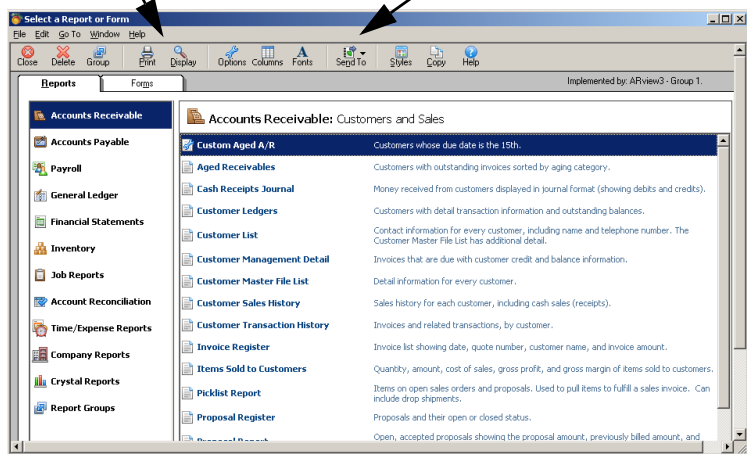 Select a Report or Form
File Edit Go To Window Help
Close Delete Group Print Display Options Columns Fonts Send To Styles Copy Help
Reports Forms Implemented by: ARview3 - Group 1.
Accounts Receivable
Accounts Payable
Payroll
General Ledger
Financial Statements
Inventory
Job Reports
Account Reconciliation
Time/Expense Reports
Company Reports
Crystal Reports
Report Groups
Accounts Receivable: Customers and Sales
Custom Aged A/R Customers whose due date is the 15th.
Aged Receivables Customers with outstanding invoices sorted by aging category.
Cash Receipts Journal Money received from customers displayed in journal format (showing debits and credits).
Customer Ledgers Customers with detail transaction information and outstanding balances.
Customer List Contact information for every customer, including name and telephone number. The
Customer Master File List has additional detail.
Customer Management Detail Invoices that are due with customer credit and balance information.
Customer Master File List Detail information for every customer.
Customer Sales History Sales history for each customer, including cash sales (receipts).
Customer Transaction History Invoices and related transactions, by customer.
Invoice Register Invoice list showing date, quote number, customer name, and invoice amount.
Items Sold to Customers Quantity, amount, cost of sales, gross profit, and gross margin of items sold to customers.
Picklist Report Items on open sales orders and proposals. Used to pull items to fulfill a sales invoice. Can
include drop shipments.
Proposal Register Proposals and their open or closed status.
Proposal Report Open, accepted proposals showing the proposal amount, previously billed amount, and